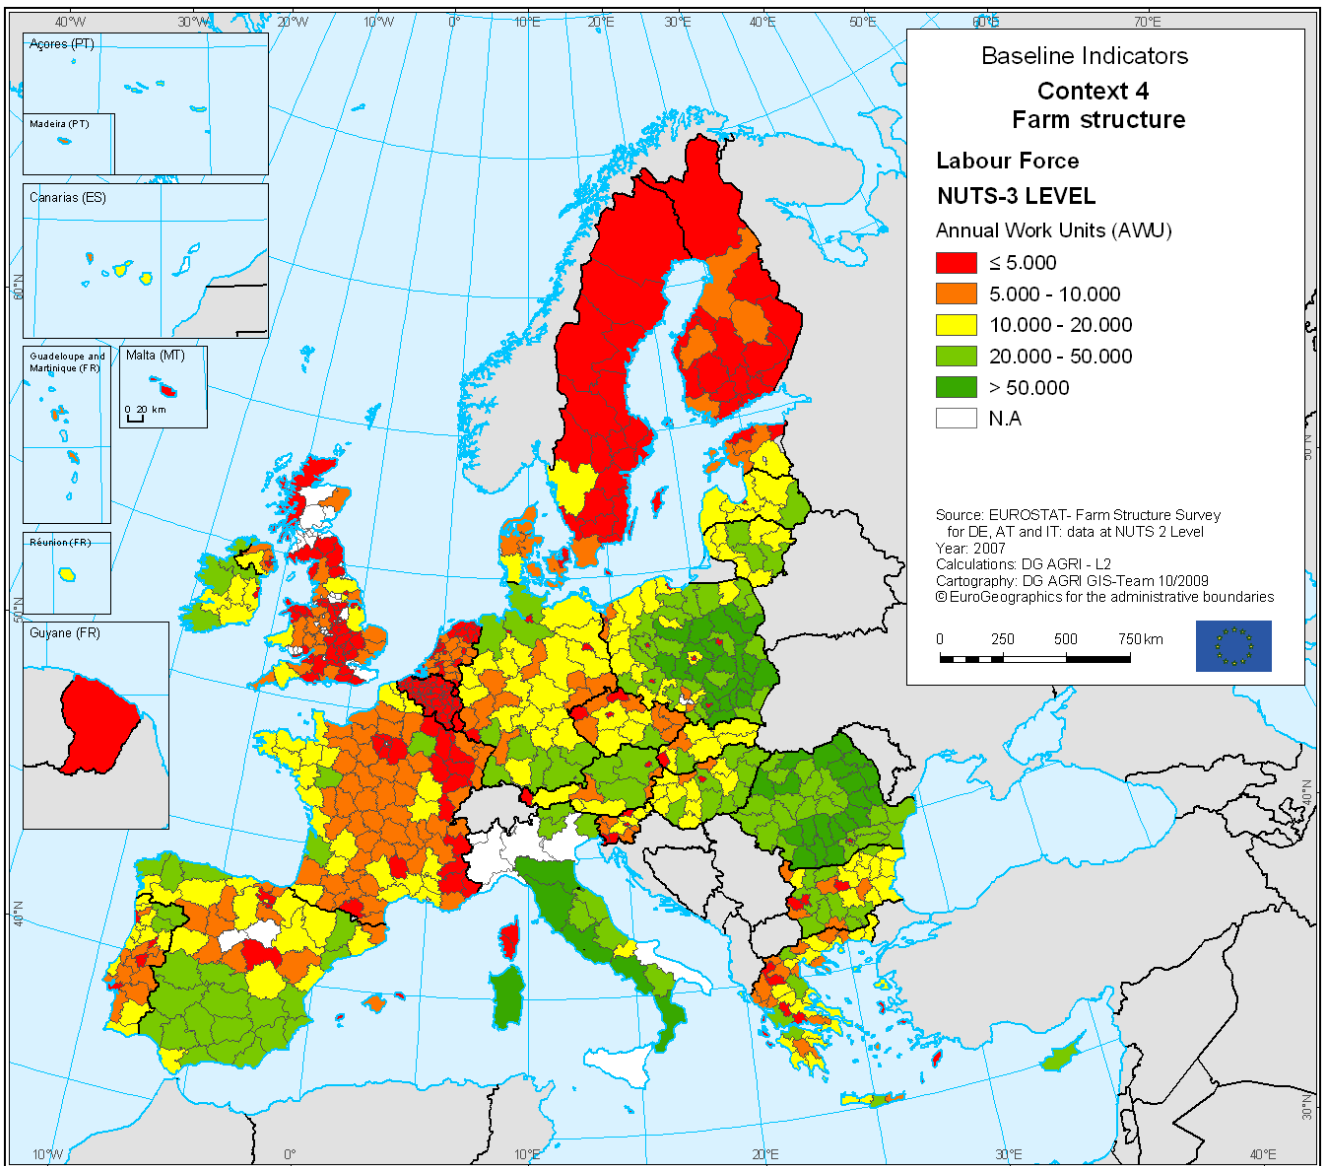 40°W
30°W
20°W
10°W
0°
10°E
20°E
30°E
40°E
50°E
60°E
70°E
Açores (PT)
Madeira (PT)
Canarias (ES)
Guadeloupe and
Martinique (FR)
Malta (MT)
0 20 km
Réunion (FR)
Guyane (FR)
Baseline Indicators
Context 4
Farm structure
Labour Force
NUTS-3 LEVEL
Annual Work Units (AWU)
≤ 5.000
5.000 - 10.000
10.000 - 20.000
20.000 - 50.000
> 50.000
N.A
Source: EUROSTAT- Farm Structure Survey
for DE, AT and IT: data at NUTS 2 Level
Year: 2007
Calculations: DG AGRI - L2
Cartography: DG AGRI GIS-Team 10/2009
© EuroGeographics for the administrative boundaries
0 250 500 750 km
60°N
50°N
40°N
50°N
40°N
30°N
10°W
0°
10°E
20°E
30°E
40°E